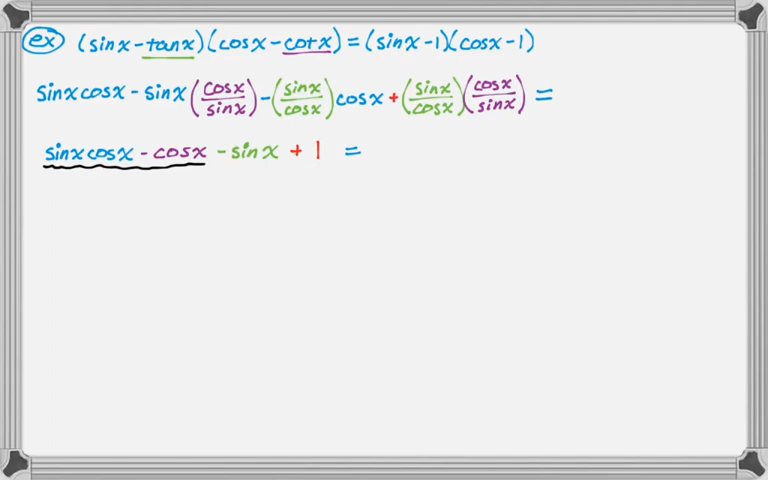 ex (sinx - tanx)(cosx - cotx) = (sinx - 1)(cosx - 1)
sinxcosx - sinx(cosx/sinx) - (sinx/cosx)cosx + (sinx/cosx)(cosx/sinx) =
sinxcosx - cosx - sinx + 1 =